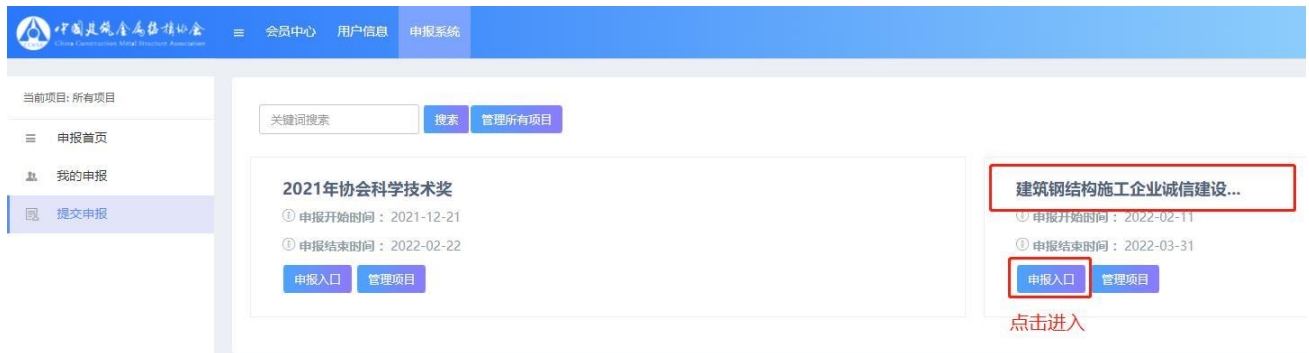 中国建筑金属结构协会
China Construction Metal Structure Association
≡ 会员中心 用户信息 申报系统
当前项目: 所有项目
申报首页
我的申报
提交申报
关键词搜索 搜索 管理所有项目
2021年协会科学技术奖
申报开始时间： 2021-12-21
申报结束时间： 2022-02-22
申报入口 管理项目
建筑钢结构施工企业诚信建设...
申报开始时间： 2022-02-11
申报结束时间： 2022-03-31
申报入口 管理项目
点击进入